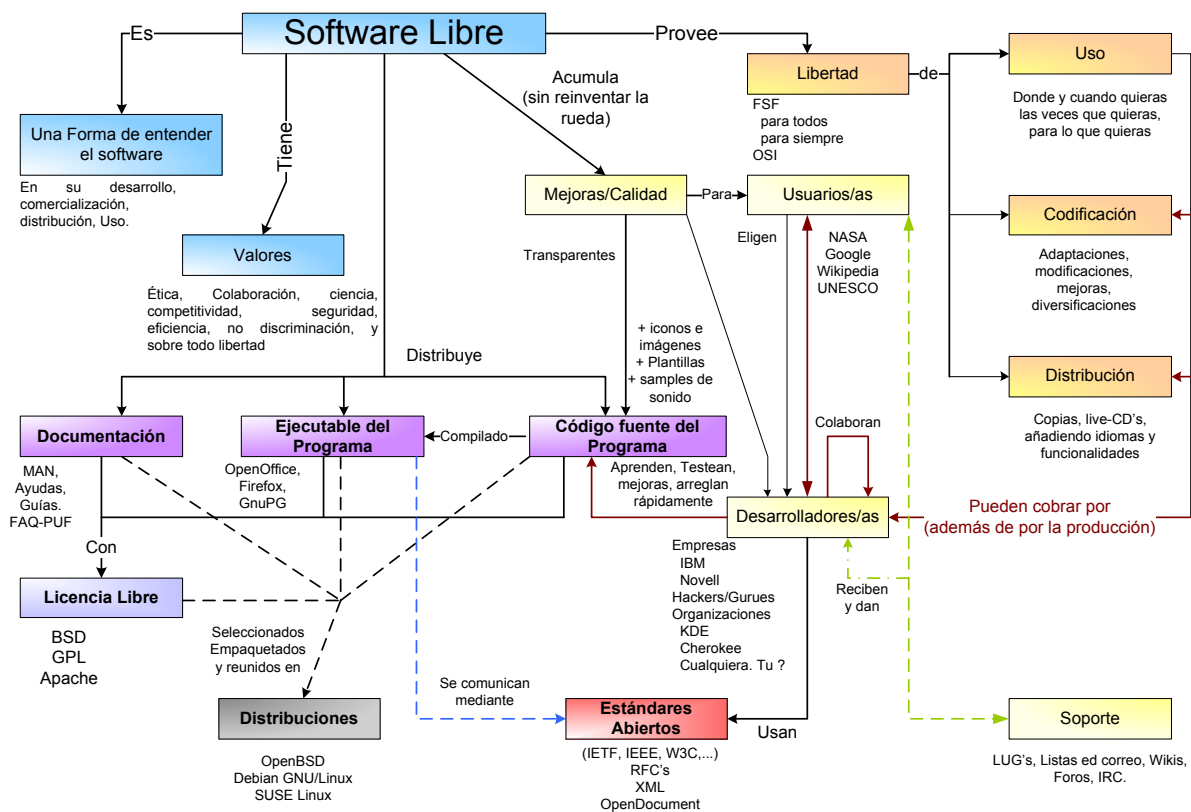 Software Libre
Es
Provee
Acumula
(sin reinventar la
rueda)
Tiene
Una Forma de entender
el software
En su desarrollo,
comercialización,
distribución, Uso.
Valores
Ética, Colaboración, ciencia,
competitividad, seguridad,
eficiencia, no discriminación, y
sobre todo libertad
Libertad
FSF
para todos
para siempre
OSI
de
Uso
Donde y cuando quieras
las veces que quieras,
para lo que quieras
Codificación
Adaptaciones,
modificaciones,
mejoras,
diversificaciones
Distribución
Copias, live-CD's,
añadiendo idiomas y
funcionalidades
Mejoras/Calidad
Para
Usuarios/as
Transparentes
Eligen
NASA
Google
Wikipedia
UNESCO
+ iconos e
imágenes
+ Plantillas
+ samples de
sonido
Distribuye
Documentación
MAN,
Ayudas,
Guías.
FAQ-PUF
Ejecutable del
Programa
OpenOffice,
Firefox,
GnuPG
Compilado
Código fuente del
Programa
Aprenden, Testean,
mejoras, arreglan
rápidamente
Colaboran
Desarrolladores/as
Pueden cobrar por
(además de por la producción)
Empresas
IBM
Novell
Hackers/Gurues
Organizaciones
KDE
Cherokee
Cualquiera. Tu ?
Reciben
y dan
Con
Licencia Libre
BSD
GPL
Apache
Seleccionados
Empaquetados
y reunidos en
Distribuciones
OpenBSD
Debian GNU/Linux
SUSE Linux
Se comunican
mediante
Estándares
Abiertos
Usan
(IETF, IEEE, W3C,...)
RFC's
XML
OpenDocument
Soporte
LUG's, Listas ed correo, Wikis,
Foros, IRC.